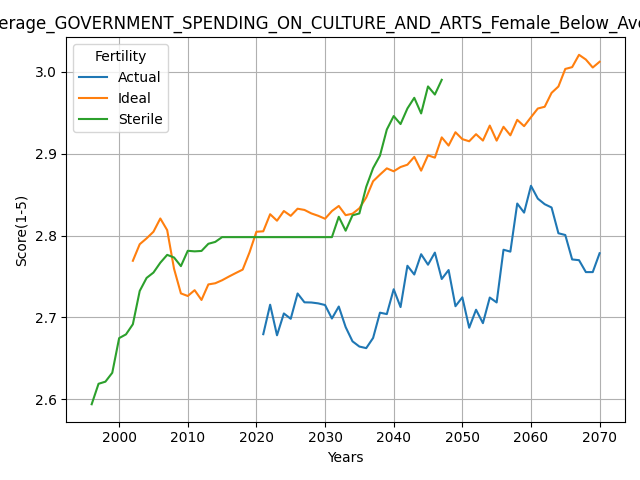 erage_GOVERNMENT_SPENDING_ON_CULTURE_AND_ARTS_Female_Below_Ave
Fertility
Actual
Ideal
Sterile
Score(1-5)
3.0
2.9
2.8
2.7
2.6
2000 2010 2020 2030 2040 2050 2060 2070
Years